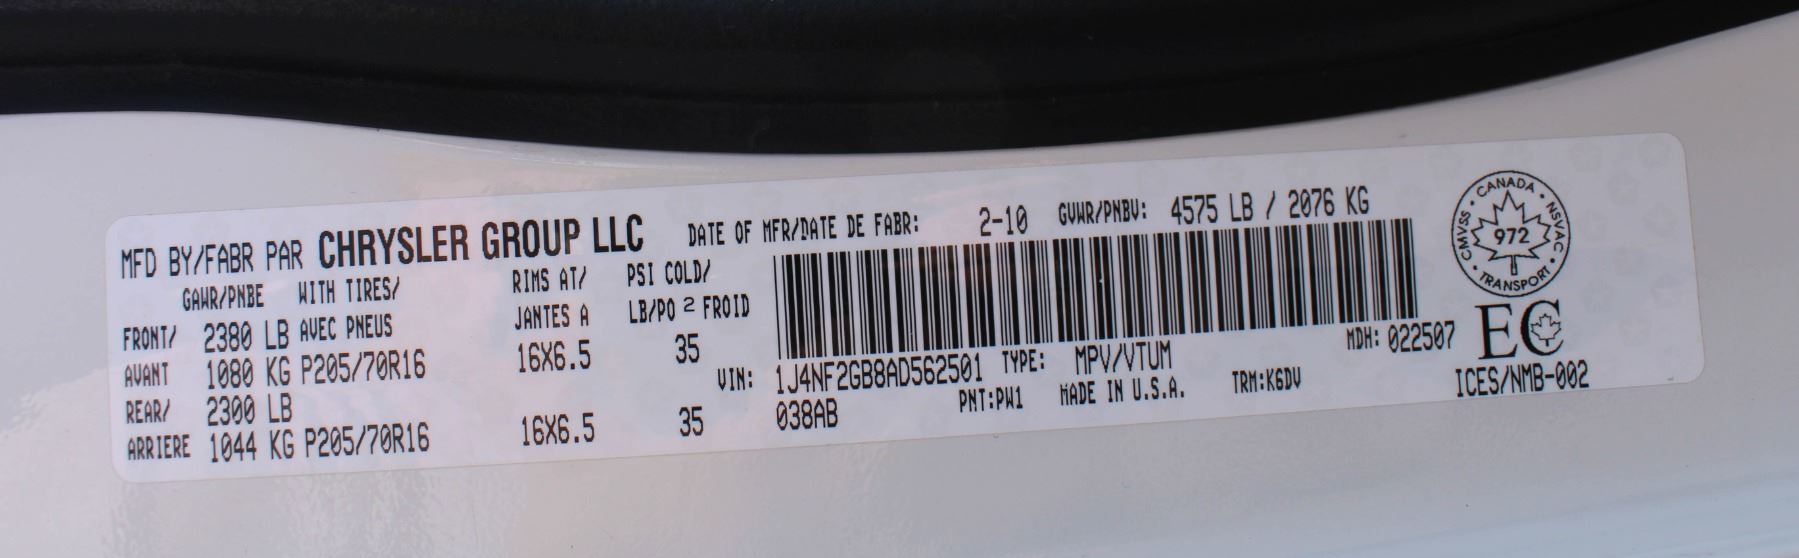 MFD BY/FABR PAR CHRYSLER GROUP LLC DATE OF MFR/DATE DE FABR: 2-10 GVWR/PNBV: 4575 LB / 2076 KG
GAWR/PNBE WITH TIRES/ RIMS AT/ PSI COLD/
FRONT/ 2380 LB AVEC PNEUS JANTES A LB/PO 2 FROID
AVANT 1080 KG P205/70R16 16X6.5 35
REAR/ 2300 LB
ARRIERE 1044 KG P205/70R16 16X6.5 35
VIN: 1J4NF2GB8AD562501 TYPE: MPV/VTUM MDH: 022507
038AB PNT:PW1 MADE IN U.S.A. TRM:K6DV
CANADA
CMVSS 972 NSVAC
TRANSPORT
EC
ICES/NMB-002